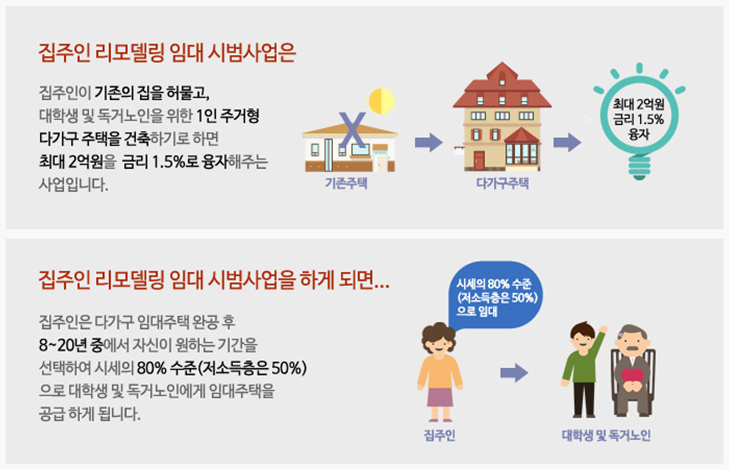 집주인 리모델링 임대 시범사업은
집주인이 기존의 집을 허물고,
대학생 및 독거노인을 위한 1인 주거형
다가구 주택을 건축하기로 하면
최대 2억원을 금리 1.5%로 융자해주는
사업입니다.
X
기존주택
다가구주택
최대 2억원
금리 1.5%
융자
집주인 리모델링 임대 시범사업을 하게 되면...
집주인은 다가구 임대주택 완공 후
8~20년 중에서 자신이 원하는 기간을
선택하여 시세의 80% 수준(저소득층은 50%)
으로 대학생 및 독거노인에게 임대주택을
공급 하게 됩니다.
시세의 80% 수준
(저소득층은 50%)
으로 임대
집주인
대학생 및 독거노인